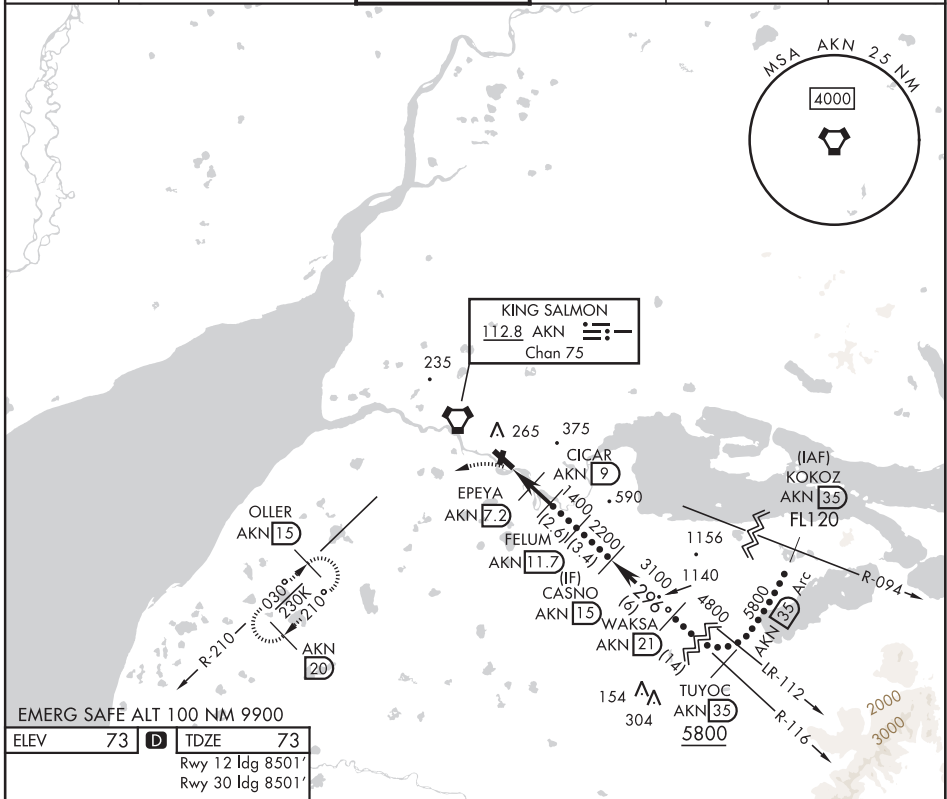 MSA AKN 25 NM
4000
KING SALMON
112.8 AKN
Chan 75
235
265
375
CICAR
AKN 9
590
(IAF)
KOKOZ
AKN 35
FL120
EPEYA
AKN 7.2
1400
(2.6)
2200
(3.4)
OLLER
AKN 15
FELUM
AKN 11.7
1156
R-094
(IF)
CASNO
AKN 15
3100
296°
(6)
1140
4800
5800
AKN 35 Arc
030°
230K
210°
WAKSA
AKN 21
(14)
R-210
AKN
20
LR-112
154
304
TUYOC
AKN 35
5800
R-116
2000
3000
EMERG SAFE ALT 100 NM 9900
ELEV 73 D TDZE 73
Rwy 12 ldg 8501'
Rwy 30 ldg 8501'